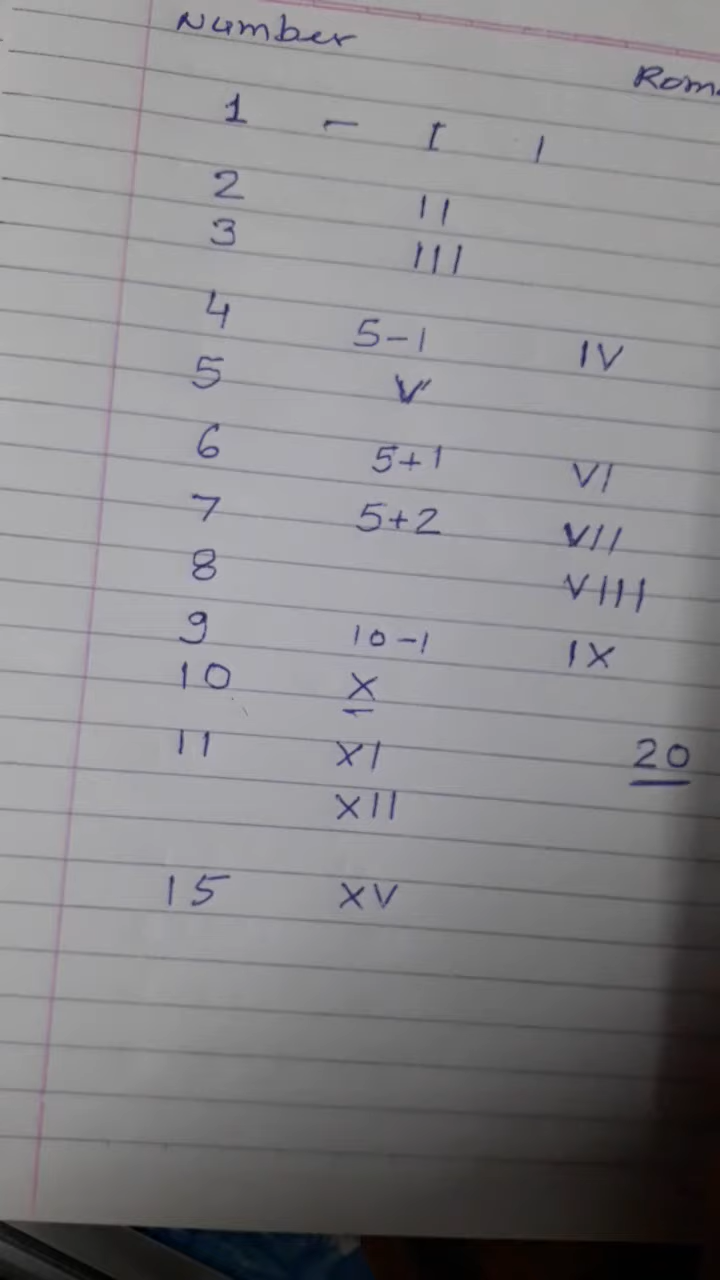 Number Rom
1 - I I
2 II
3 III
4 5-1 IV
5 V
6 5+1 VI
7 5+2 VII
8 VIII
9 10-1 IX
10 X
11 XI 20
XII
15 XV